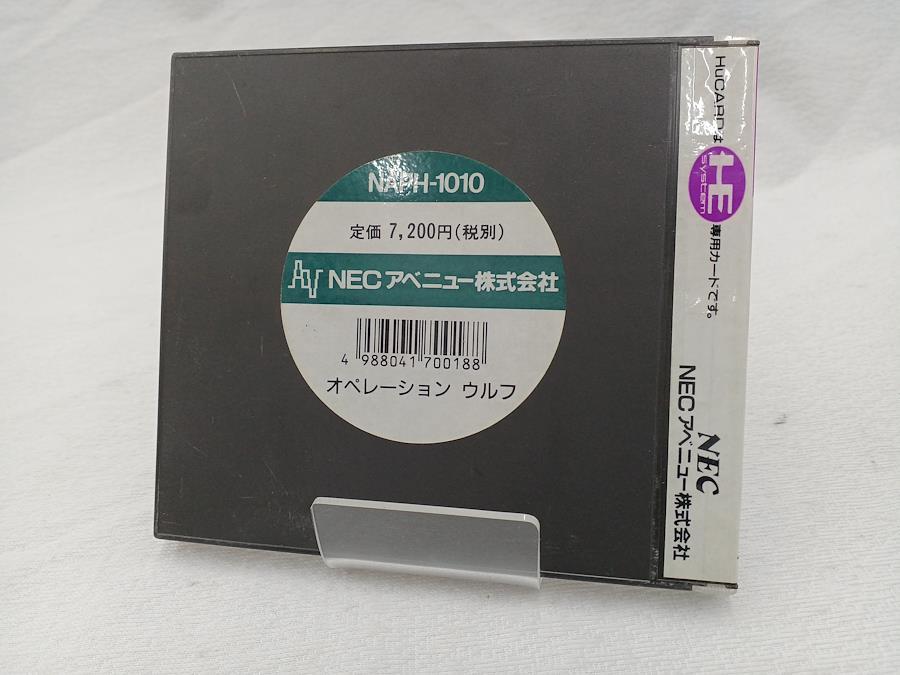 NAPH-1010
定価 7,200円(税別)
NECアベニュー株式会社
4 988041 700188
オペレーション ウルフ
HuCARDは
HE
system
専用カードです。
NEC
NECアベニュー株式会社